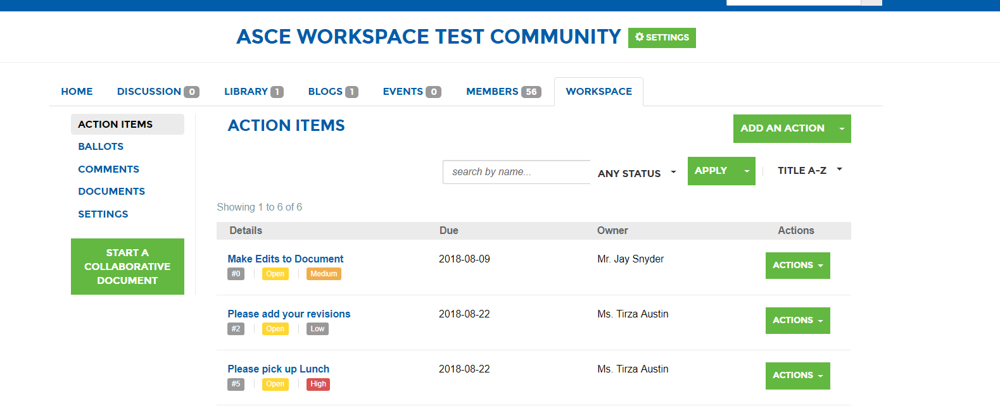 ASCE WORKSPACE TEST COMMUNITY SETTINGS
HOME DISCUSSION 0 LIBRARY 1 BLOGS 1 EVENTS 0 MEMBERS 56 WORKSPACE
ACTION ITEMS
BALLOTS
COMMENTS
DOCUMENTS
SETTINGS
START A
COLLABORATIVE
DOCUMENT
ACTION ITEMS
ADD AN ACTION
search by name... ANY STATUS APPLY TITLE A-Z
Showing 1 to 6 of 6
Details Due Owner Actions
Make Edits to Document 2018-08-09 Mr. Jay Snyder ACTIONS
#0 Open Medium
Please add your revisions 2018-08-22 Ms. Tirza Austin ACTIONS
#2 Open Low
Please pick up Lunch 2018-08-22 Ms. Tirza Austin ACTIONS
#5 Open High